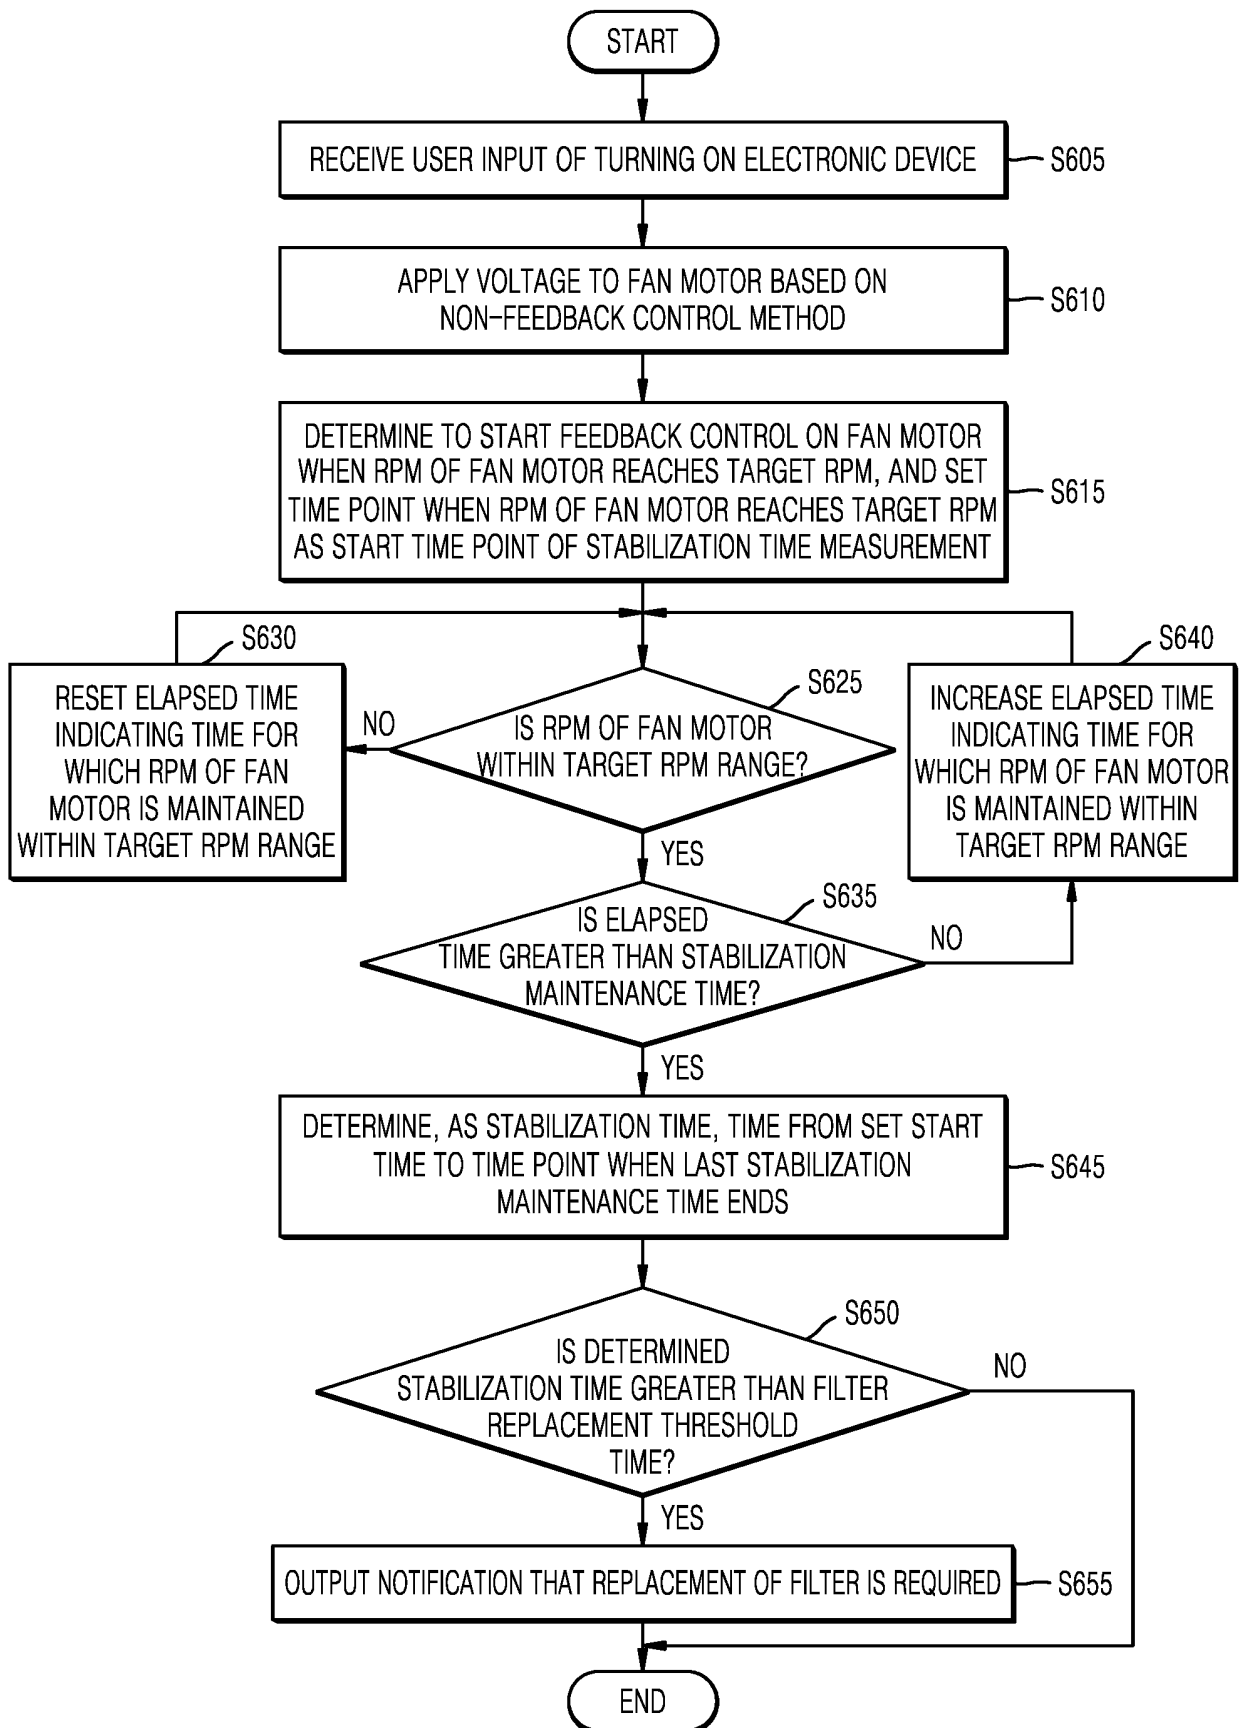 START
RECEIVE USER INPUT OF TURNING ON ELECTRONIC DEVICE
S605
APPLY VOLTAGE TO FAN MOTOR BASED ON
NON-FEEDBACK CONTROL METHOD
S610
DETERMINE TO START FEEDBACK CONTROL ON FAN MOTOR
WHEN RPM OF FAN MOTOR REACHES TARGET RPM, AND SET
TIME POINT WHEN RPM OF FAN MOTOR REACHES TARGET RPM
AS START TIME POINT OF STABILIZATION TIME MEASUREMENT
S615
S630
RESET ELAPSED TIME
INDICATING TIME FOR
WHICH RPM OF FAN
MOTOR IS MAINTAINED
WITHIN TARGET RPM RANGE
NO
S625
IS RPM OF FAN MOTOR
WITHIN TARGET RPM RANGE?
YES
S640
INCREASE ELAPSED TIME
INDICATING TIME FOR
WHICH RPM OF FAN MOTOR
IS MAINTAINED WITHIN
TARGET RPM RANGE
S635
IS ELAPSED
TIME GREATER THAN STABILIZATION
MAINTENANCE TIME?
NO
YES
DETERMINE, AS STABILIZATION TIME, TIME FROM SET START
TIME TO TIME POINT WHEN LAST STABILIZATION
MAINTENANCE TIME ENDS
S645
S650
IS DETERMINED
STABILIZATION TIME GREATER THAN FILTER
REPLACEMENT THRESHOLD
TIME?
NO
YES
OUTPUT NOTIFICATION THAT REPLACEMENT OF FILTER IS REQUIRED
S655
END